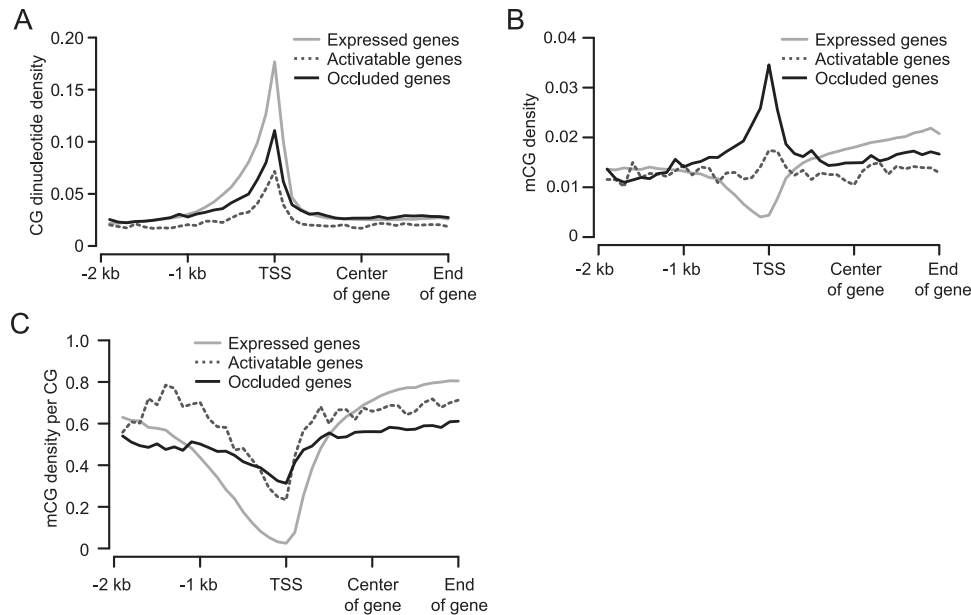 A
CG dinucleotide density
0.20
0.15
0.10
0.05
0
Expressed genes
Activatable genes
Occluded genes
-2 kb
-1 kb
TSS
Center
of gene
End
of gene
B
mCG density
0.04
0.03
0.02
0.01
0
Expressed genes
Activatable genes
Occluded genes
-2 kb
-1 kb
TSS
Center
of gene
End
of gene
C
mCG density per CG
1.0
0.8
0.6
0.4
0.2
0
Expressed genes
Activatable genes
Occluded genes
-2 kb
-1 kb
TSS
Center
of gene
End
of gene